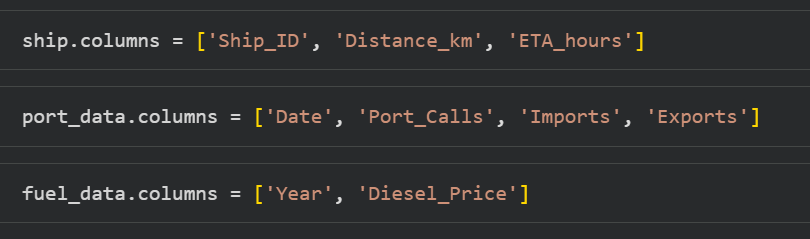 ship.columns = ['Ship_ID', 'Distance_km', 'ETA_hours']
port_data.columns = ['Date', 'Port_Calls', 'Imports', 'Exports']
fuel_data.columns = ['Year', 'Diesel_Price']